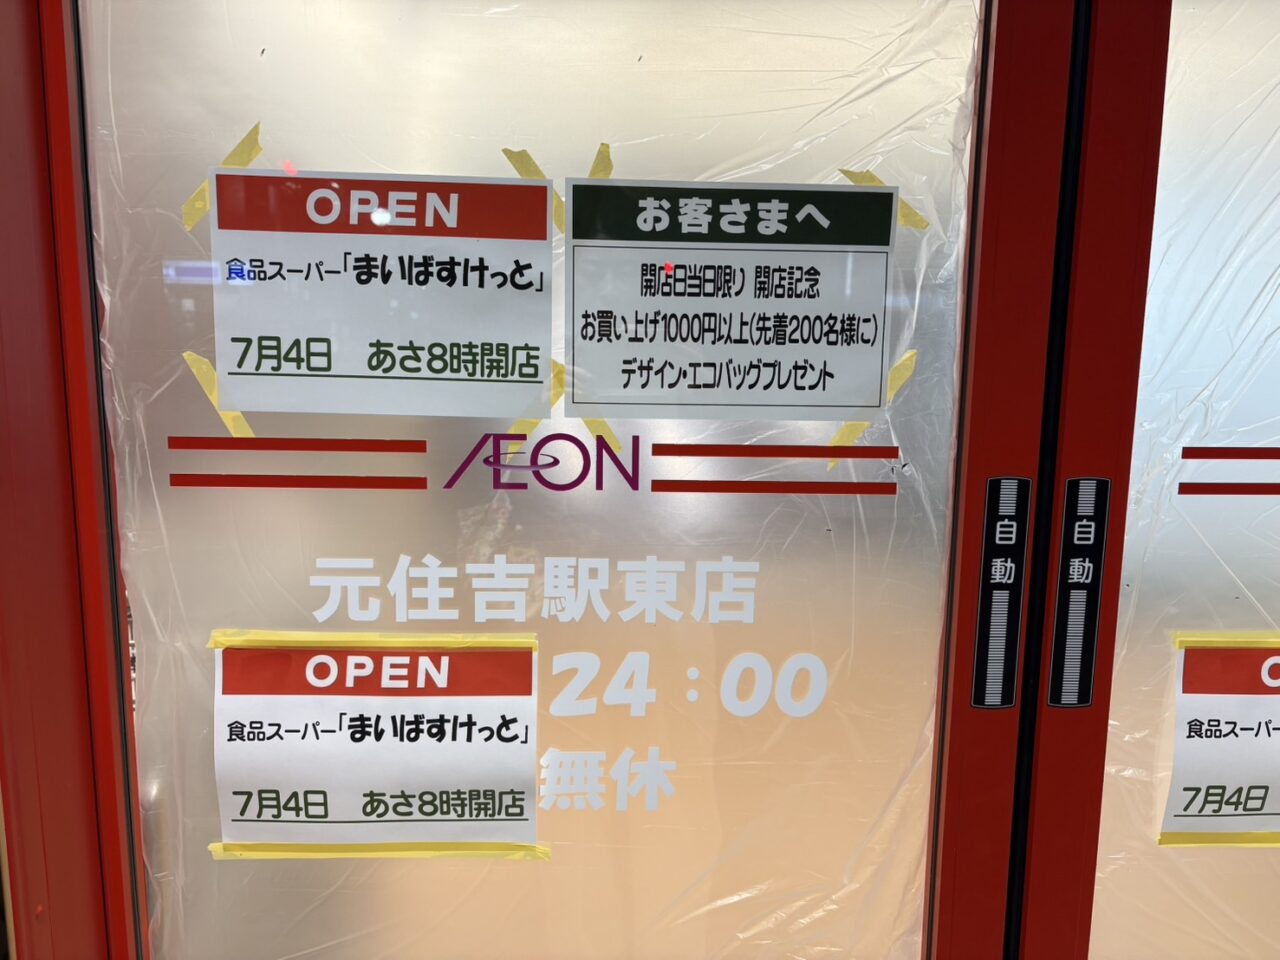 OPEN
食品スーパー「まいばすけっと」
7月4日 あさ8時開店
お客さまへ
開店日当日限り 開店記念
お買い上げ1000円以上(先着200名様に)
デザイン・エコバッグプレゼント
AEON
元住吉駅東店
24:00
無休
OPEN
食品スーパー「まいばすけっと」
7月4日 あさ8時開店
自動
自動
食品スーパー
7月4日